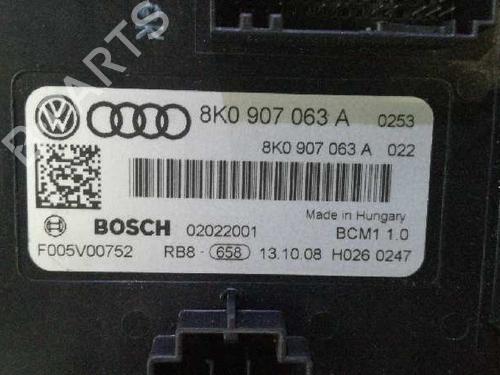 PARTS
8K0 907 063 A 0253
8K0 907 063 A 022
BOSCH 02022001
Made in Hungary
BCM1 1.0
F005V00752 RB8 - 658 13.10.08 H026 0247